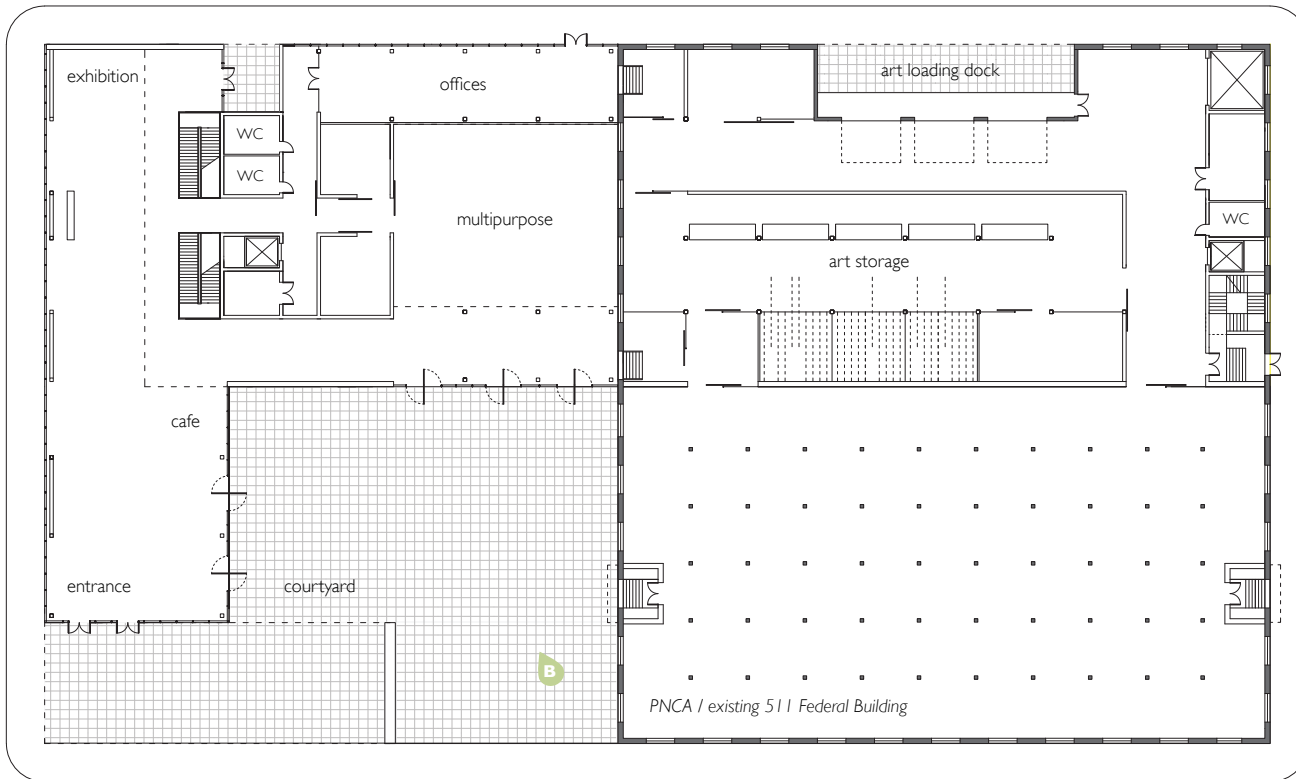 exhibition
offices
art loading dock
WC
WC
multipurpose
WC
art storage
cafe
entrance
courtyard
B
PNCA / existing 511 Federal Building